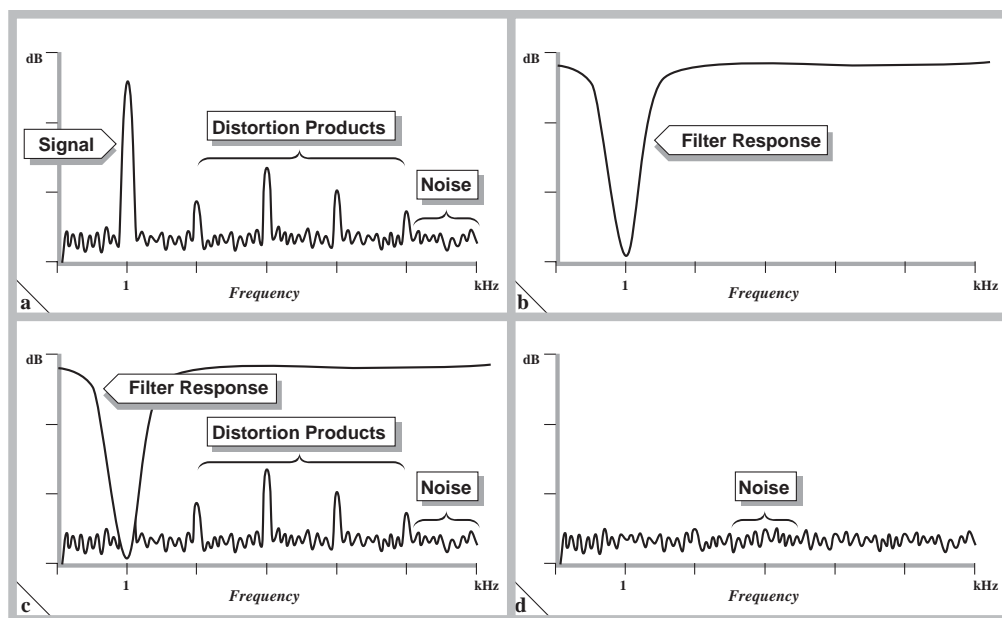 dB
Signal
Distortion Products
Noise
1
Frequency
kHz
a
dB
Filter Response
1
Frequency
kHz
b
dB
Filter Response
Distortion Products
Noise
1
Frequency
kHz
c
dB
Noise
1
Frequency
kHz
d